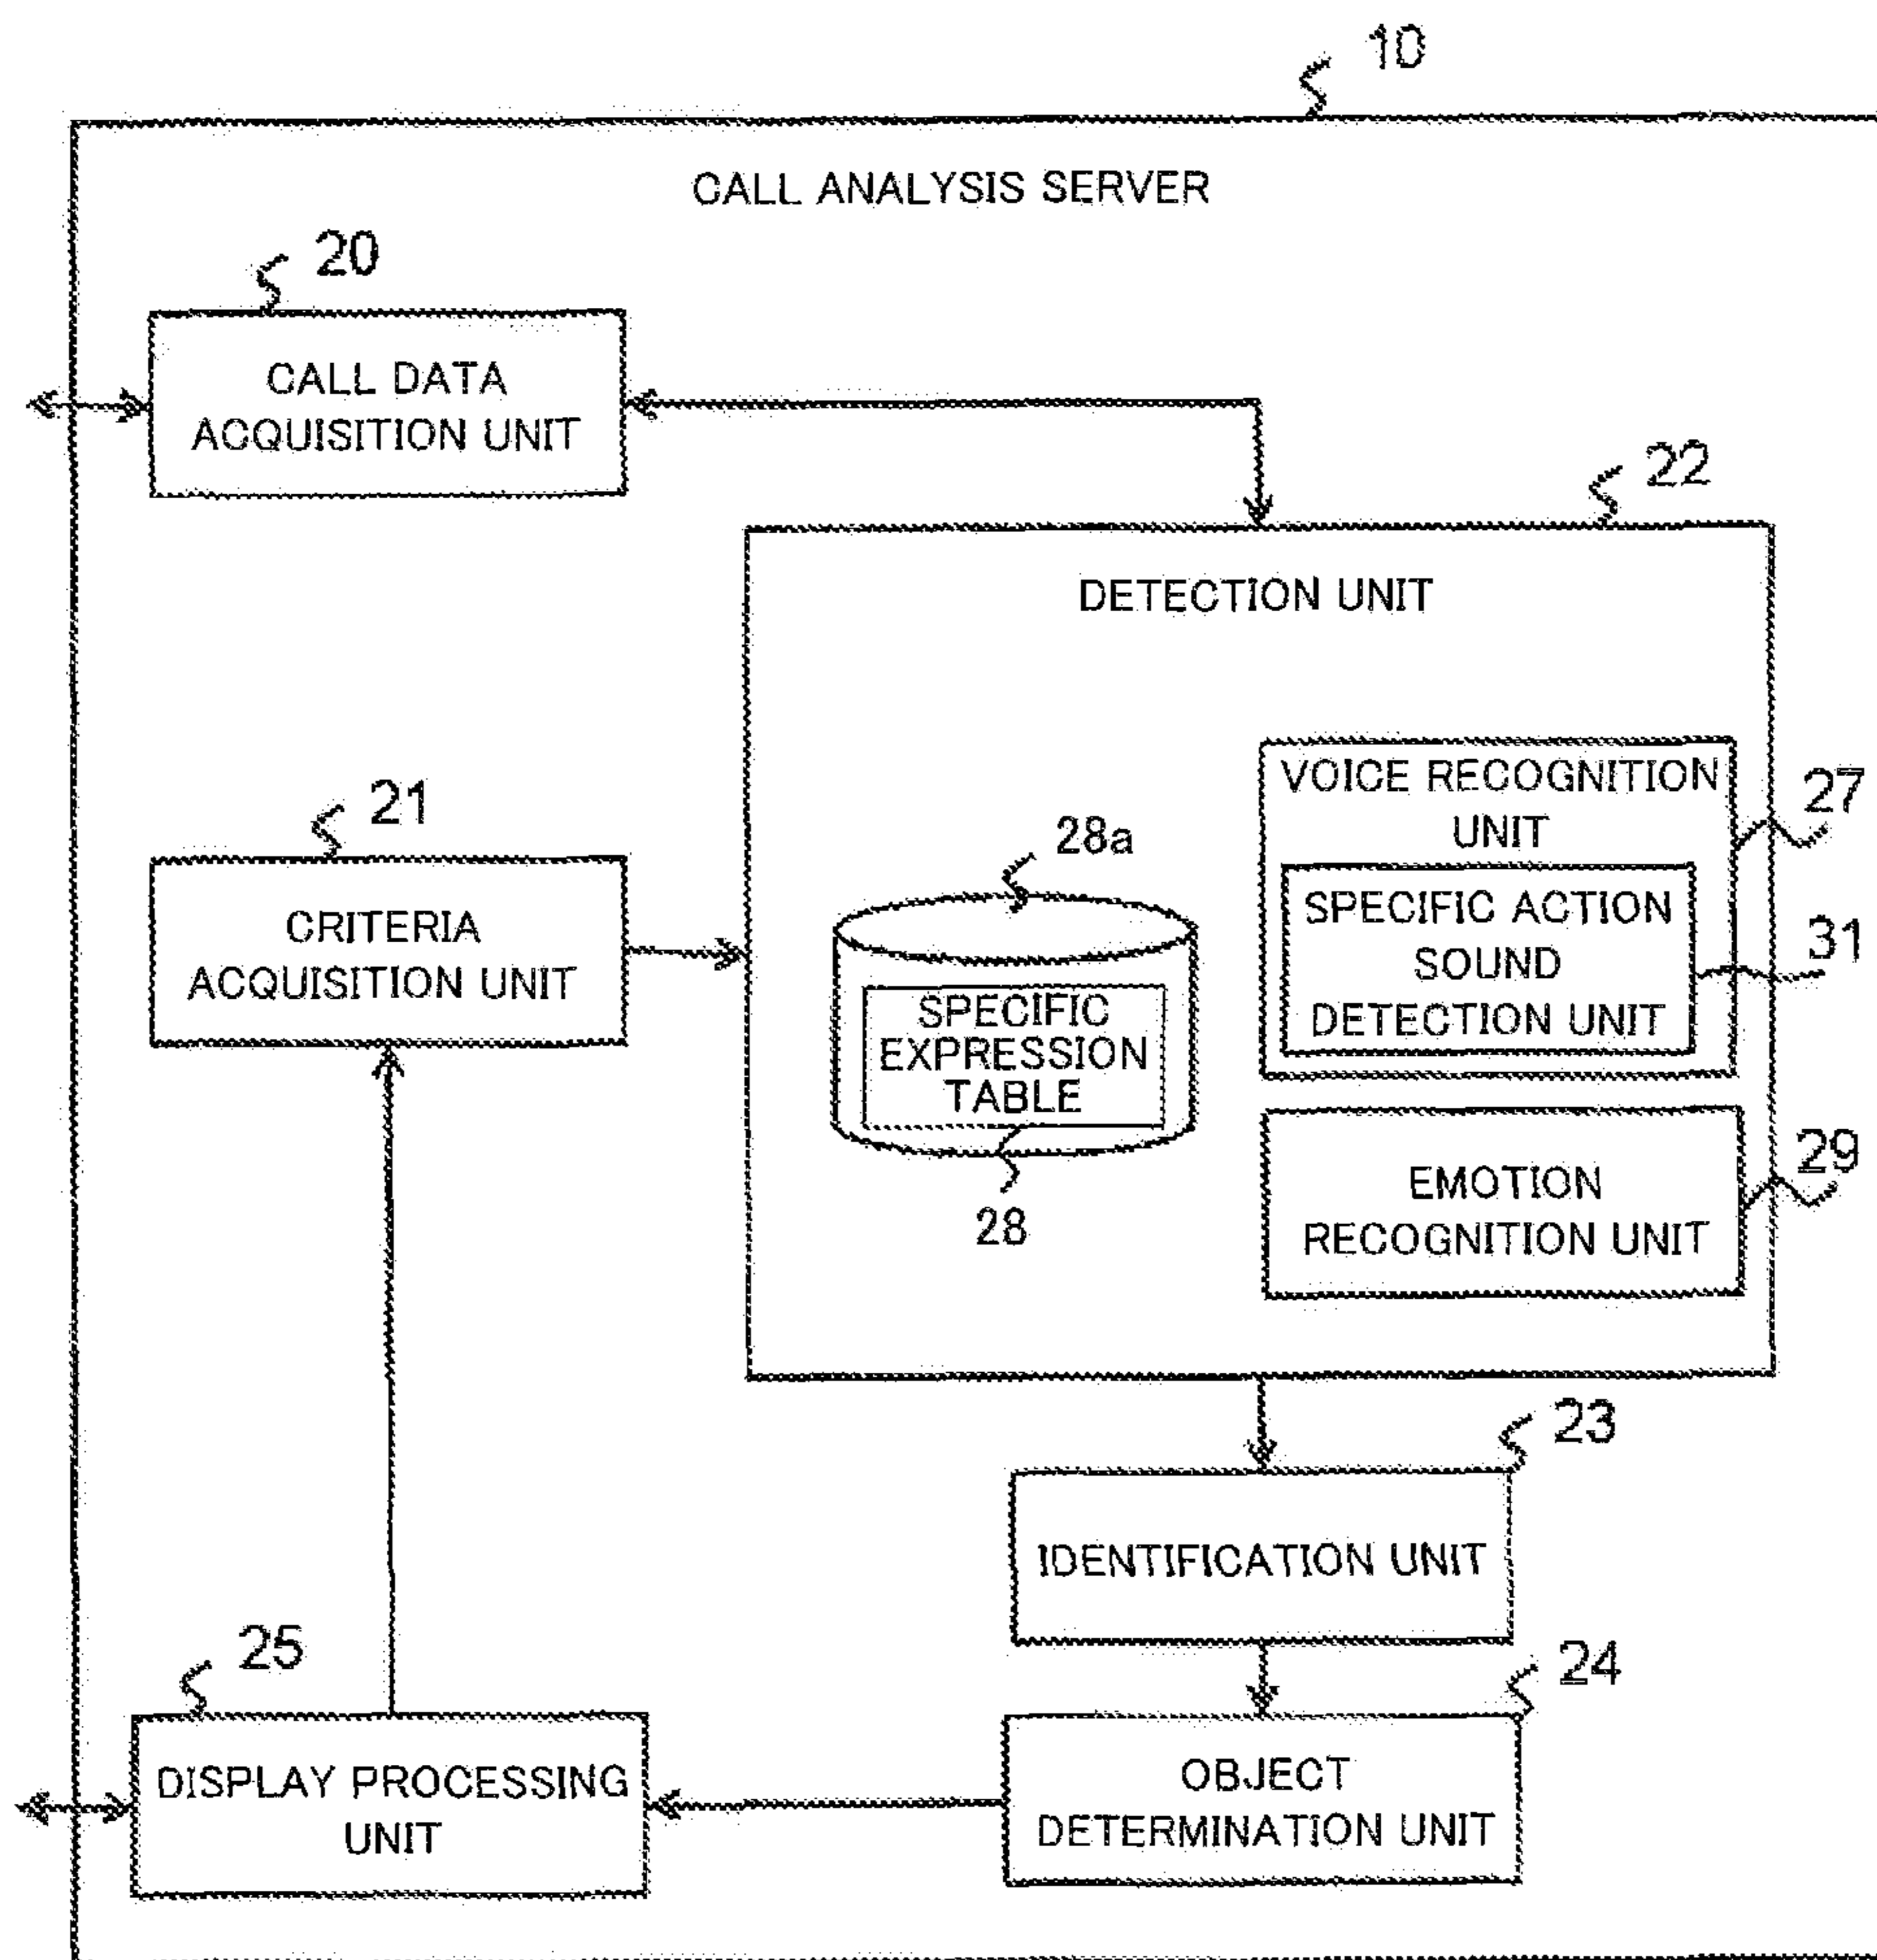 10
CALL ANALYSIS SERVER
20
CALL DATA
ACQUISITION UNIT
22
DETECTION UNIT
21
CRITERIA
ACQUISITION UNIT
28a
SPECIFIC
EXPRESSION
TABLE
28
VOICE RECOGNITION
UNIT
27
SPECIFIC ACTION
SOUND
DETECTION UNIT
31
EMOTION
RECOGNITION UNIT
29
23
IDENTIFICATION UNIT
24
OBJECT
DETERMINATION UNIT
25
DISPLAY PROCESSING
UNIT